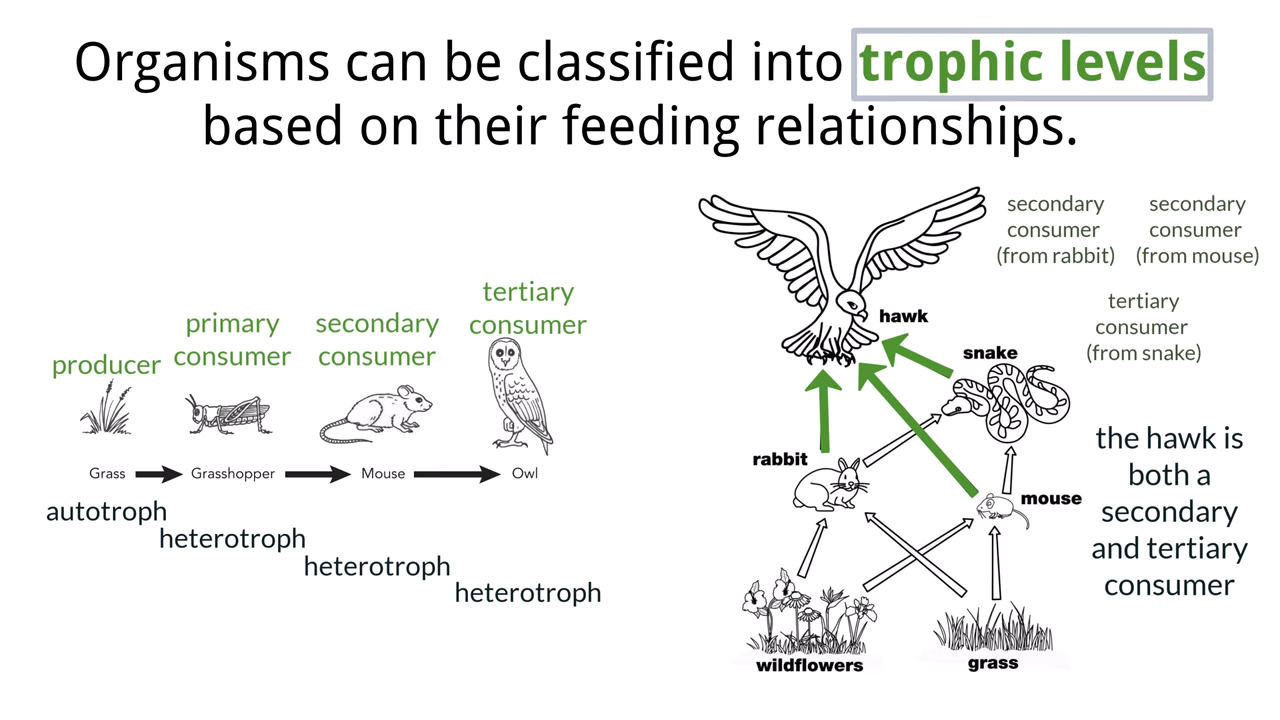 Organisms can be classified into trophic levels
based on their feeding relationships.
producer
primary
consumer
secondary
consumer
tertiary
consumer
Grass
Grasshopper
Mouse
Owl
autotroph
heterotroph
heterotroph
heterotroph
secondary
consumer
(from rabbit)
secondary
consumer
(from mouse)
tertiary
consumer
(from snake)
hawk
snake
rabbit
mouse
wildflowers
grass
the hawk is
both a
secondary
and tertiary
consumer